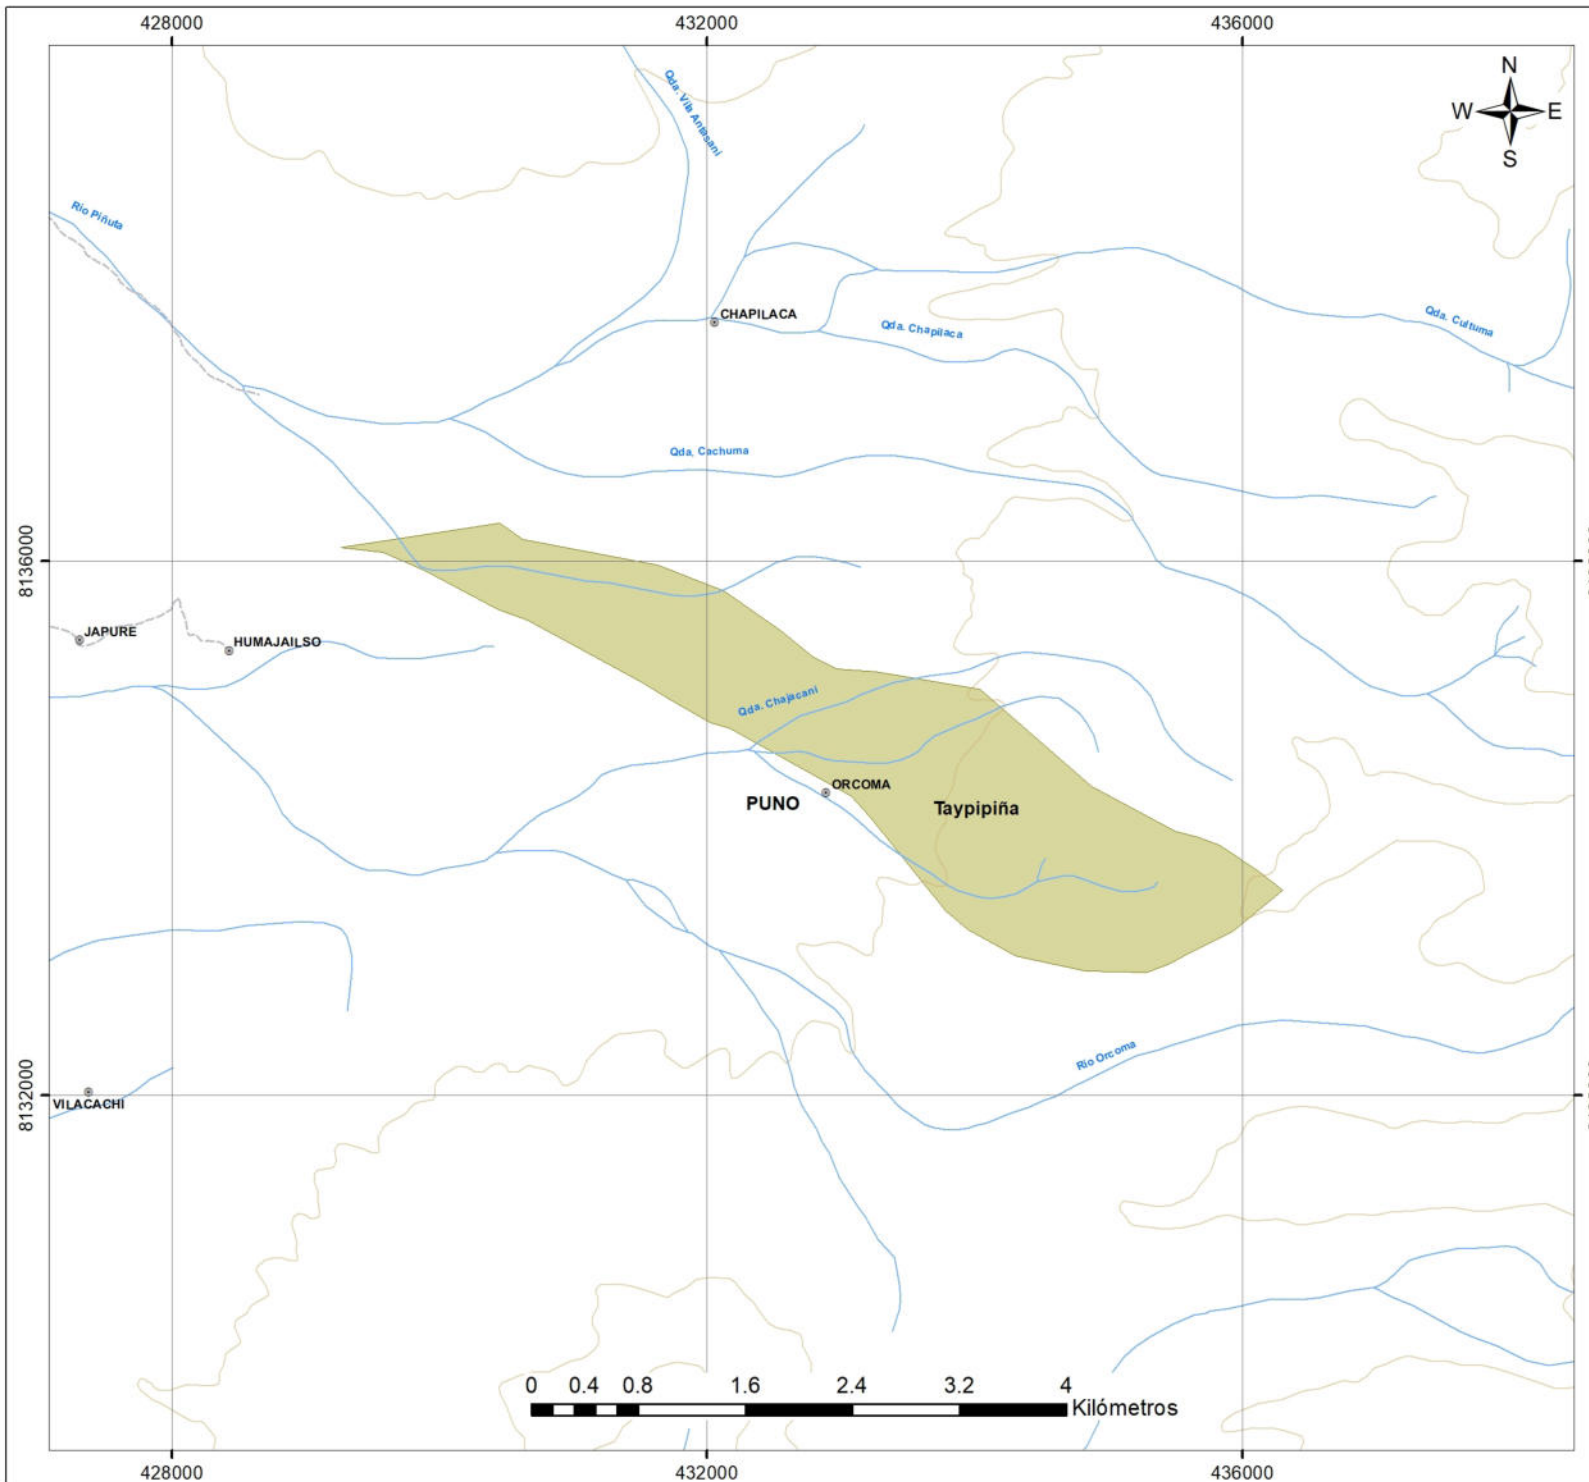 428000 432000 436000
N
W E
S
Qda. Vila Antasani
Río Piñuta
CHAPILACA
Qda. Chapilaca
Qda. Cultuma
Qda. Cachuma
8136000
JAPURE
HUMAJAILSO
Qda. Chajacani
ORCOMA
PUNO
Taypipiña
Río Orcoma
8132000
VILACACHI
0 0.4 0.8 1.6 2.4 3.2 4
Kilómetros
428000 432000 436000